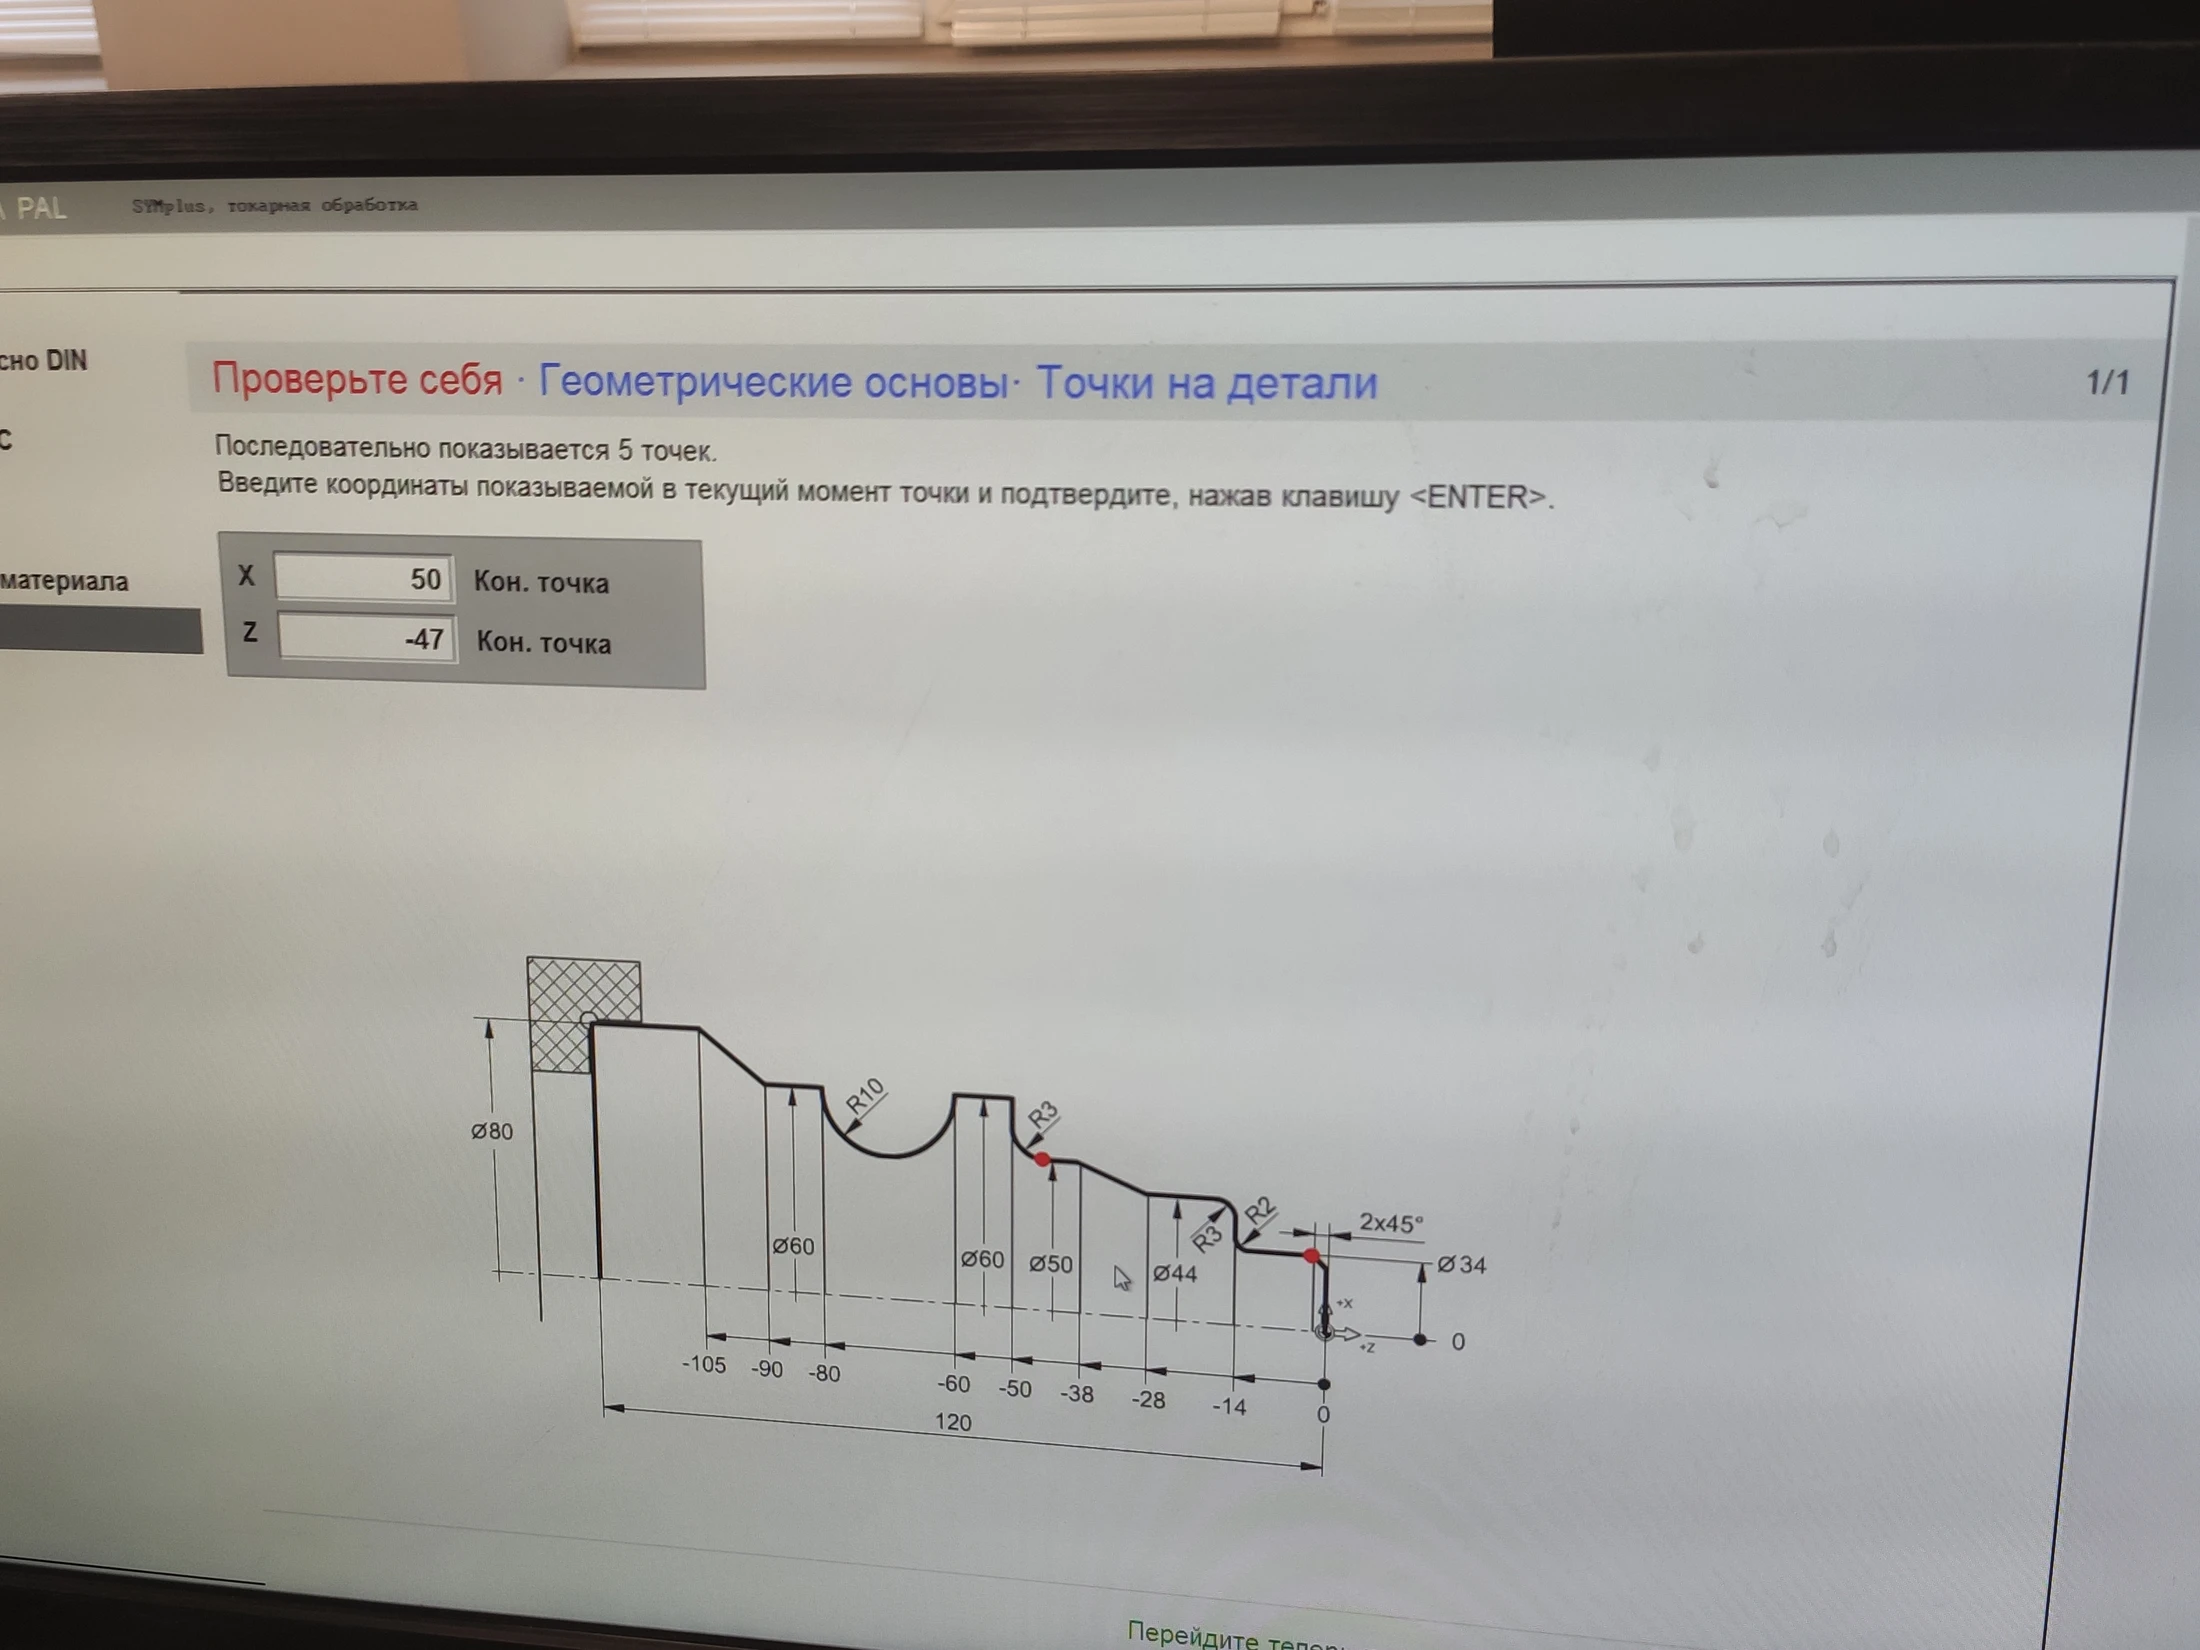 PAL
SYMplus, токарная обработка
сно DIN
С
материала
Проверьте себя · Геометрические основы· Точки на детали
1/1
Последовательно показывается 5 точек.
Введите координаты показываемой в текущий момент точки и подтвердите, нажав клавишу <ENTER>.
X 50 Кон. точка
Z -47 Кон. точка
R10
R3
Ø80
R2
R3
2x45°
Ø60
Ø60
Ø50
Ø44
Ø34
+X
+Z
0
-105 -90 -80 -60 -50 -38 -28 -14 0
120
Перейдите